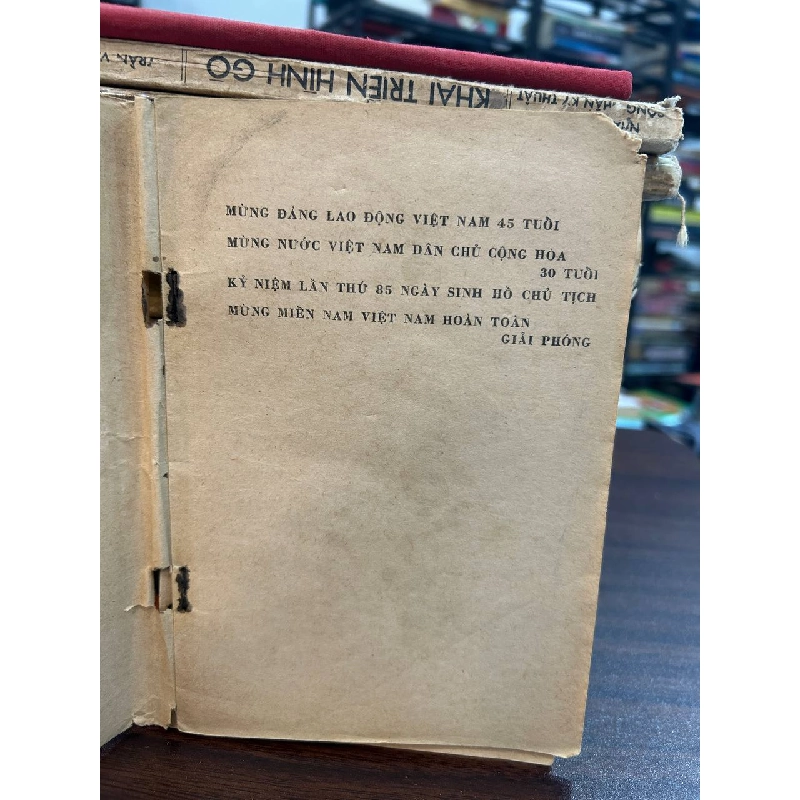 KHAI TRIỂN HÌNH GÒ
MỪNG ĐẢNG LAO ĐỘNG VIỆT NAM 45 TUỔI
MỪNG NƯỚC VIỆT NAM DÂN CHỦ CỘNG HÒA
30 TUỔI
KỶ NIỆM LẦN THỨ 85 NGÀY SINH HỒ CHỦ TỊCH
MỪNG MIỀN NAM VIỆT NAM HOÀN TOÀN
GIẢI PHÓNG